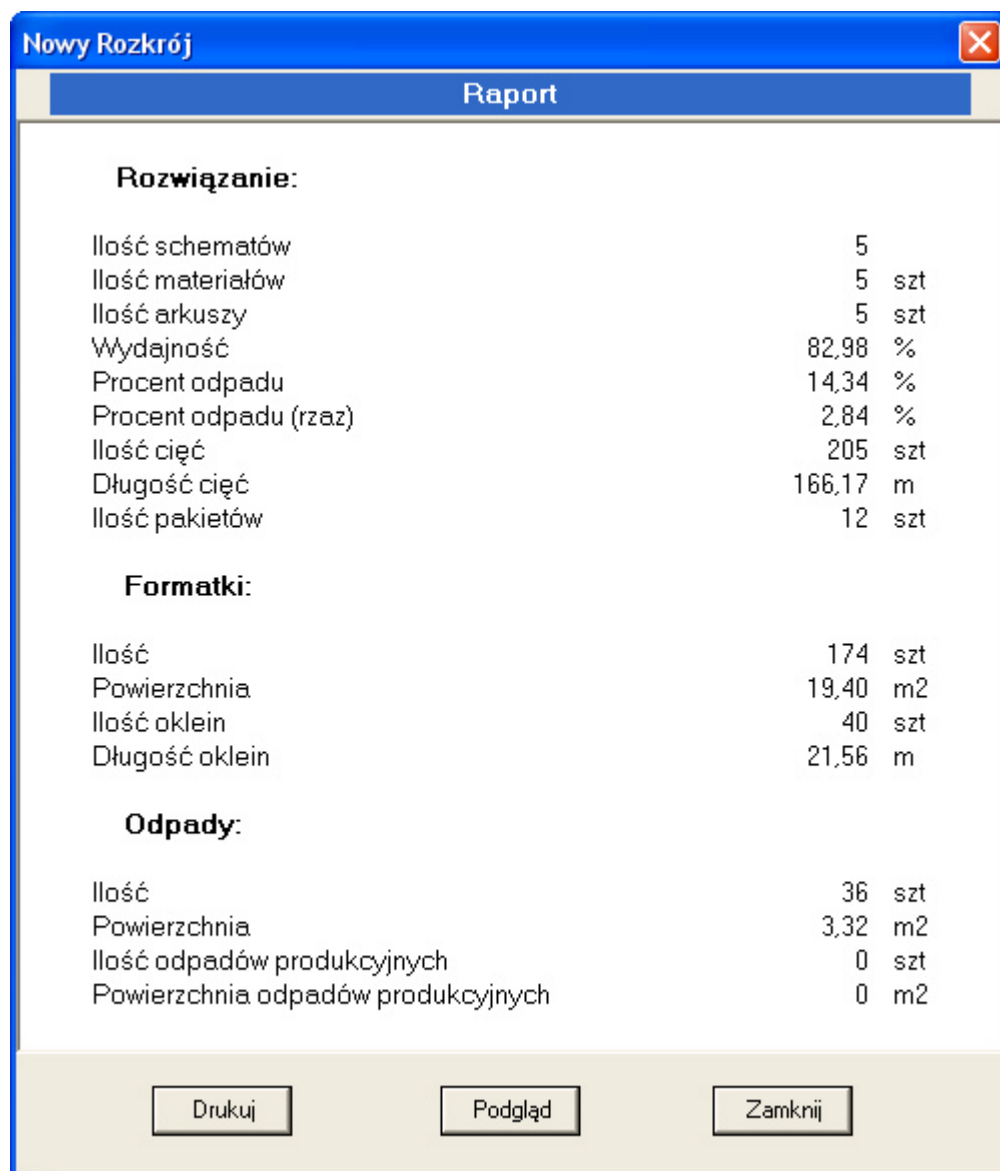 Nowy Rozkrój
Raport
Rozwiązanie:
Ilość schematów 5
Ilość materiałów 5 szt
Ilość arkuszy 5 szt
Wydajność 82,98 %
Procent odpadu 14,34 %
Procent odpadu (rzaz) 2,84 %
Ilość cięć 205 szt
Długość cięć 166,17 m
Ilość pakietów 12 szt
Formatki:
Ilość 174 szt
Powierzchnia 19,40 m2
Ilość oklein 40 szt
Długość oklein 21,56 m
Odpady:
Ilość 36 szt
Powierzchnia 3,32 m2
Ilość odpadów produkcyjnych 0 szt
Powierzchnia odpadów produkcyjnych 0 m2
Drukuj Podgląd Zamknij